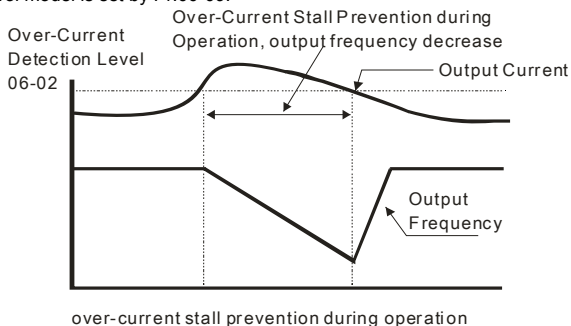 Over-Current Stall Prevention during
Operation, output frequency decrease
Over-Current
Detection Level
06-02
Output Current
Output
Frequency
over-current stall prevention during operation